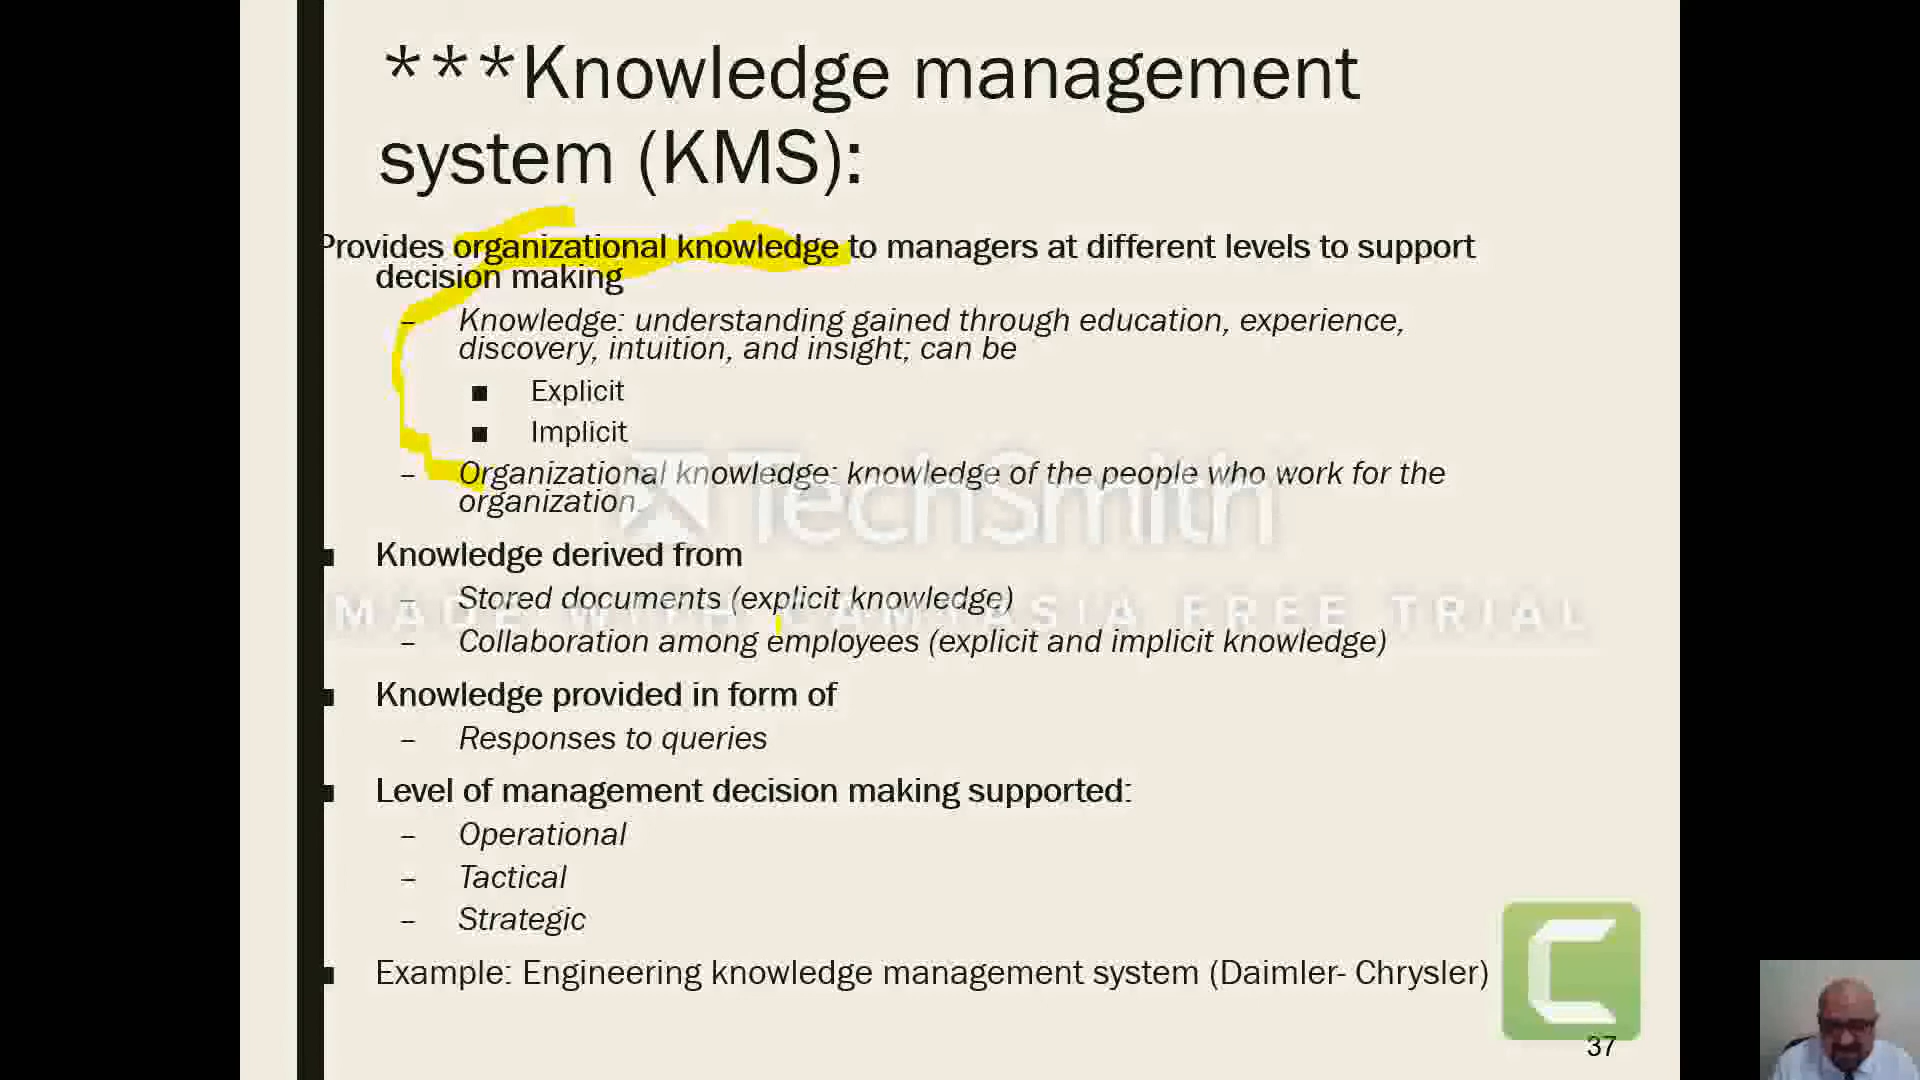 ***Knowledge management
system (KMS):
Provides organizational knowledge to managers at different levels to support
decision making
– Knowledge: understanding gained through education, experience,
discovery, intuition, and insight; can be
■ Explicit
■ Implicit
– Organizational knowledge: knowledge of the people who work for the
organization.
TechSmith
■ Knowledge derived from
– Stored documents (explicit knowledge)
MADE WITH CAMTASIA FREE TRIAL
– Collaboration among employees (explicit and implicit knowledge)
■ Knowledge provided in form of
– Responses to queries
■ Level of management decision making supported:
– Operational
– Tactical
– Strategic
■ Example: Engineering knowledge management system (Daimler- Chrysler)
37